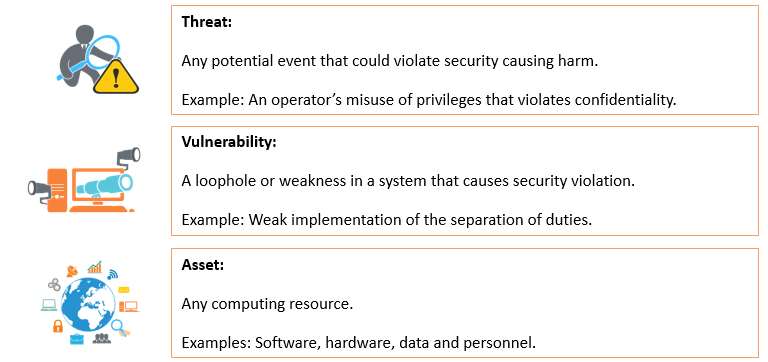 Threat:
Any potential event that could violate security causing harm.
Example: An operator’s misuse of privileges that violates confidentiality.
Vulnerability:
A loophole or weakness in a system that causes security violation.
Example: Weak implementation of the separation of duties.
Asset:
Any computing resource.
Examples: Software, hardware, data and personnel.